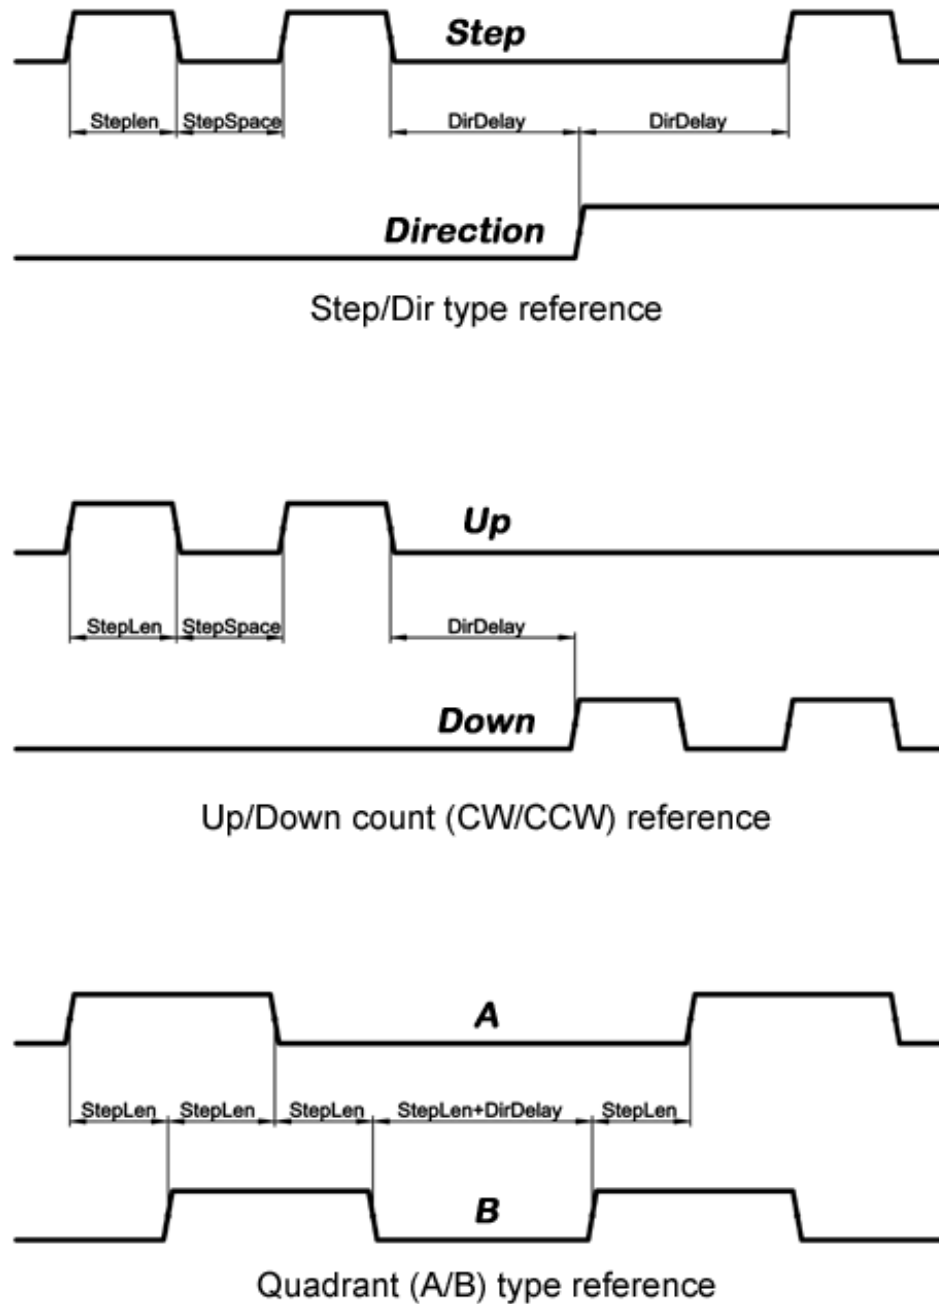 Step
Steplen StepSpace DirDelay DirDelay
Direction
Step/Dir type reference
Up
StepLen StepSpace DirDelay
Down
Up/Down count (CW/CCW) reference
A
StepLen StepLen StepLen StepLen+DirDelay StepLen
B
Quadrant (A/B) type reference